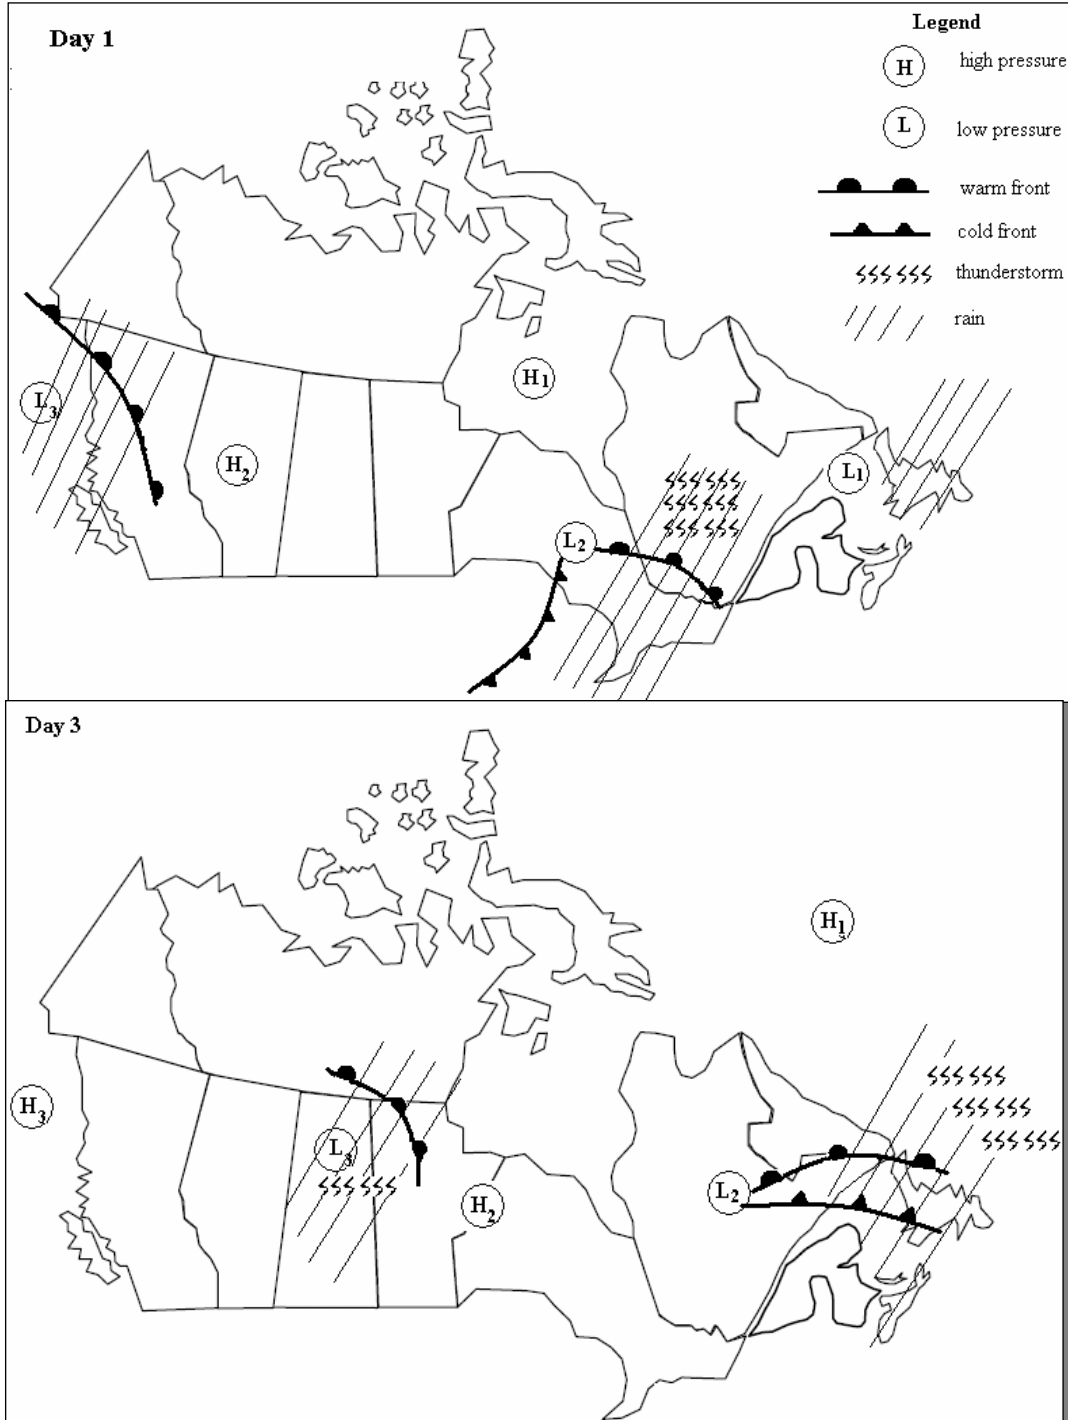 Day 1
Legend
H high pressure
L low pressure
warm front
cold front
thunderstorm
rain
H1
L3
H2
L1
L2
Day 3
H1
H3
L3
H2
L2